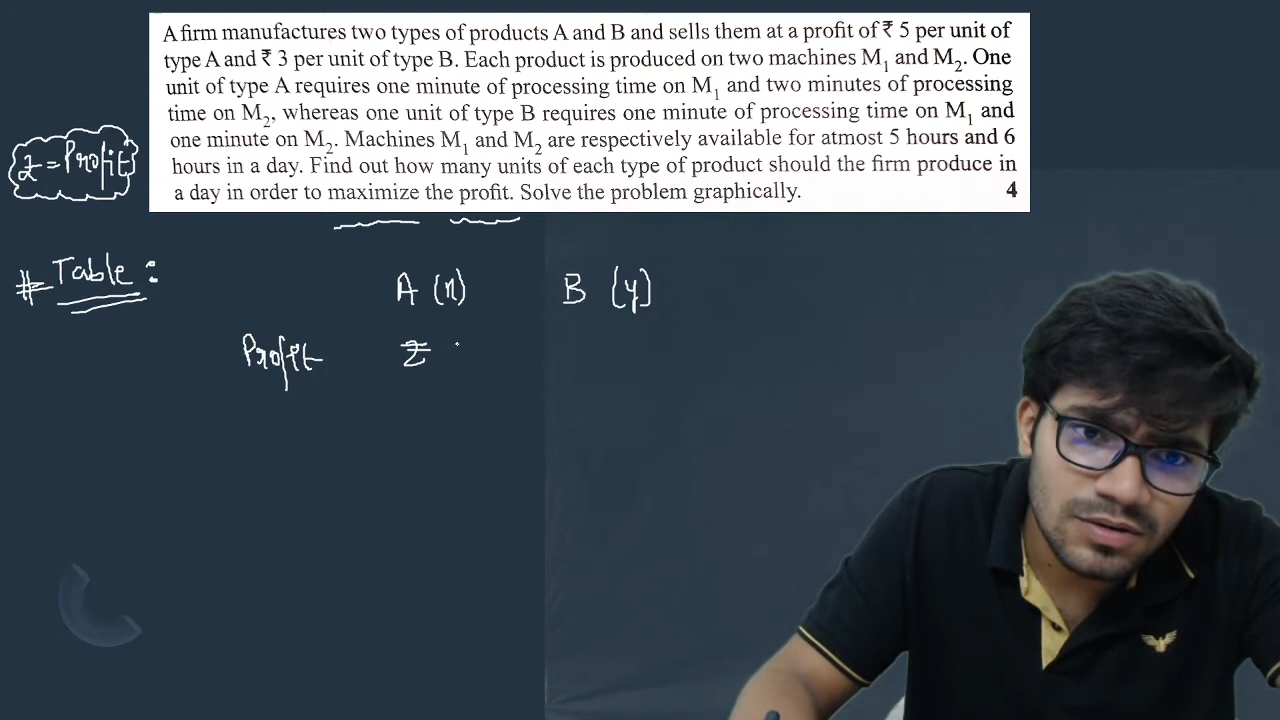 A firm manufactures two types of products A and B and sells them at a profit of ₹ 5 per unit of
type A and ₹ 3 per unit of type B. Each product is produced on two machines M₁ and M₂. One
unit of type A requires one minute of processing time on M₁ and two minutes of processing
time on M₂, whereas one unit of type B requires one minute of processing time on M₁ and
one minute on M₂. Machines M₁ and M₂ are respectively available for atmost 5 hours and 6
hours in a day. Find out how many units of each type of product should the firm produce in
a day in order to maximize the profit. Solve the problem graphically. 4
Z = Profit
# Table :
A (x) B (y)
Profit ₹